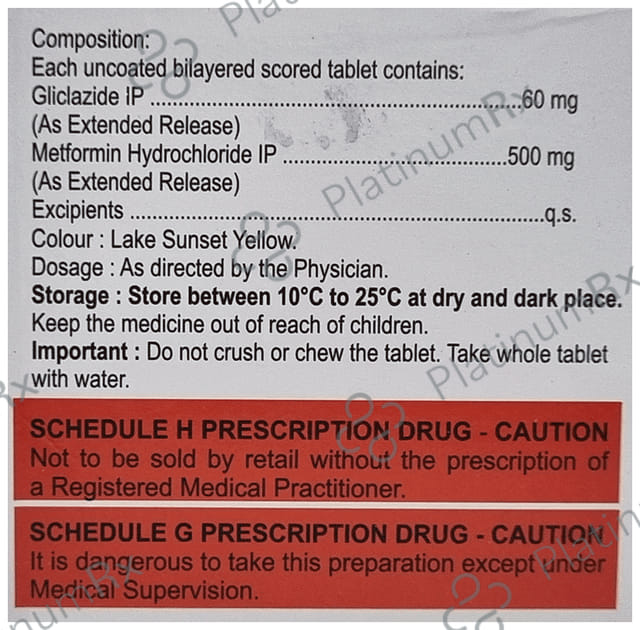 Composition:
Each uncoated bilayered scored tablet contains:
Gliclazide IP ..........................................................60 mg
(As Extended Release)
Metformin Hydrochloride IP ...................................500 mg
(As Extended Release)
Excipients ................................................................q.s.
Colour : Lake Sunset Yellow.
Dosage : As directed by the Physician.
Storage : Store between 10°C to 25°C at dry and dark place.
Keep the medicine out of reach of children.
Important : Do not crush or chew the tablet. Take whole tablet
with water.
SCHEDULE H PRESCRIPTION DRUG - CAUTION
Not to be sold by retail without the prescription of
a Registered Medical Practitioner.
SCHEDULE G PRESCRIPTION DRUG - CAUTION
It is dangerous to take this preparation except under
Medical Supervision.
PlatinumRx
PlatinumRx
PlatinumRx